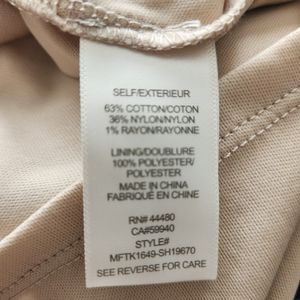 SELF/EXTERIEUR
63% COTTON/COTON
36% NYLON/NYLON
1% RAYON/RAYONNE
LINING/DOUBLURE
100% POLYESTER/
POLYESTER
MADE IN CHINA
FABRIQUÉ EN CHINE
RN# 44480
CA#59940
STYLE#
MFTK1649-SH19670
SEE REVERSE FOR CARE